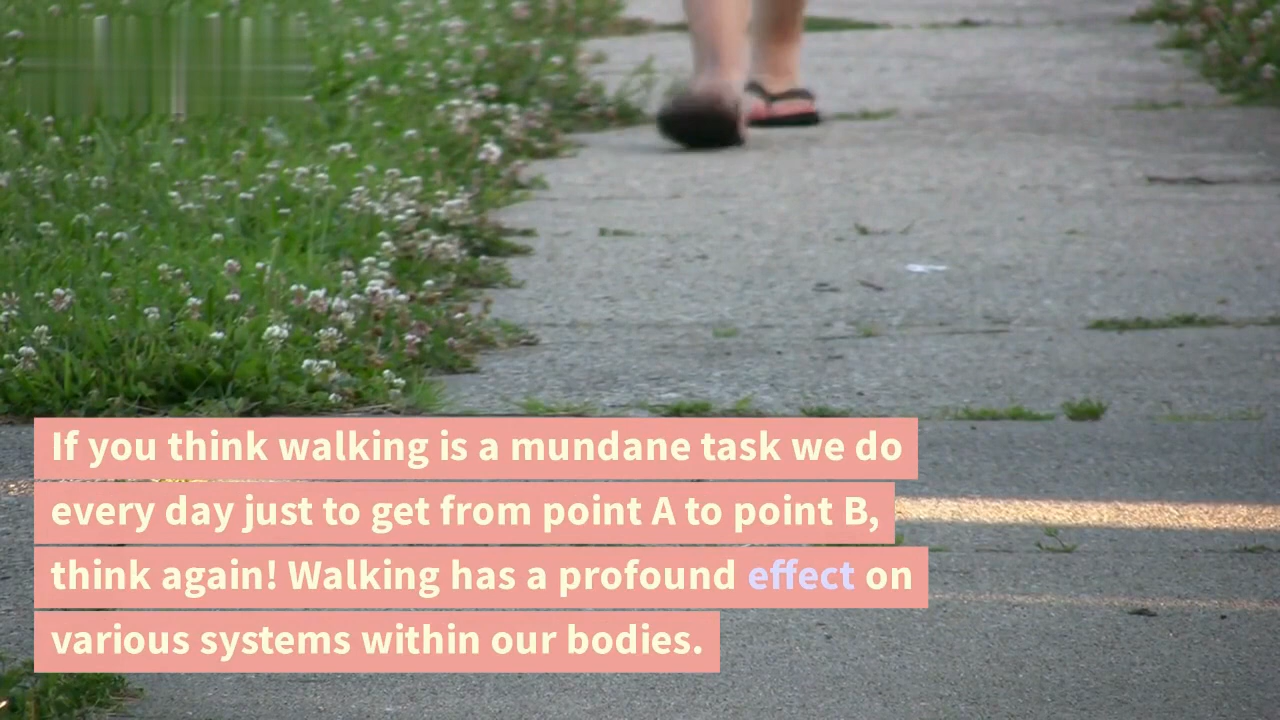 If you think walking is a mundane task we do
every day just to get from point A to point B,
think again! Walking has a profound effect on
various systems within our bodies.